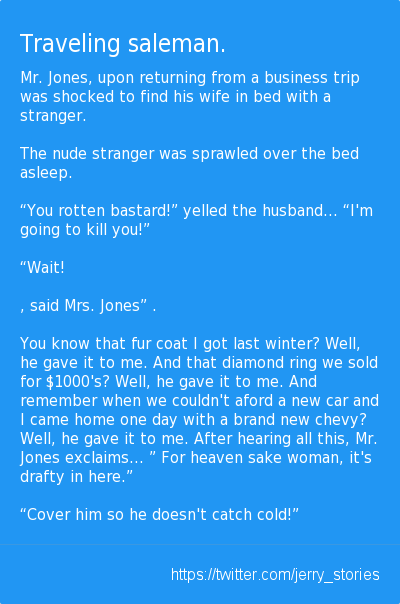 Traveling saleman.
Mr. Jones, upon returning from a business trip
was shocked to find his wife in bed with a
stranger.
The nude stranger was sprawled over the bed
asleep.
“You rotten bastard!” yelled the husband... “I'm
going to kill you!”
“Wait!
, said Mrs. Jones” .
You know that fur coat I got last winter? Well,
he gave it to me. And that diamond ring we sold
for $1000's? Well, he gave it to me. And
remember when we couldn't aford a new car and
I came home one day with a brand new chevy?
Well, he gave it to me. After hearing all this, Mr.
Jones exclaims... ” For heaven sake woman, it's
drafty in here.”
“Cover him so he doesn't catch cold!”
https://twitter.com/jerry_stories